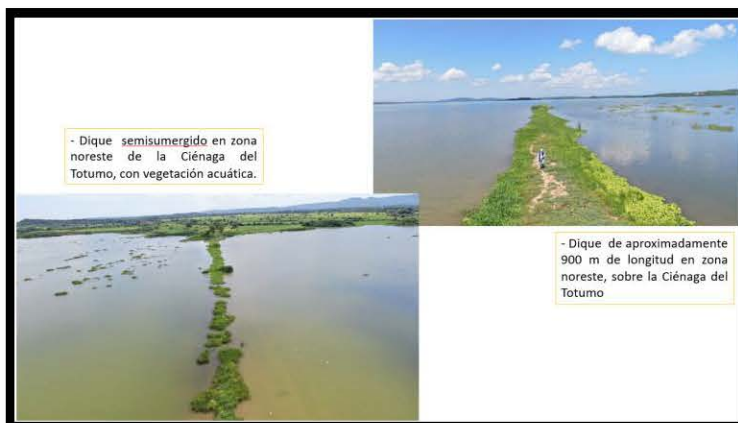 - Dique semisumergido en zona
noreste de la Ciénaga del
Totumo, con vegetación acuática.
- Dique de aproximadamente
900 m de longitud en zona
noreste, sobre la Ciénaga del
Totumo